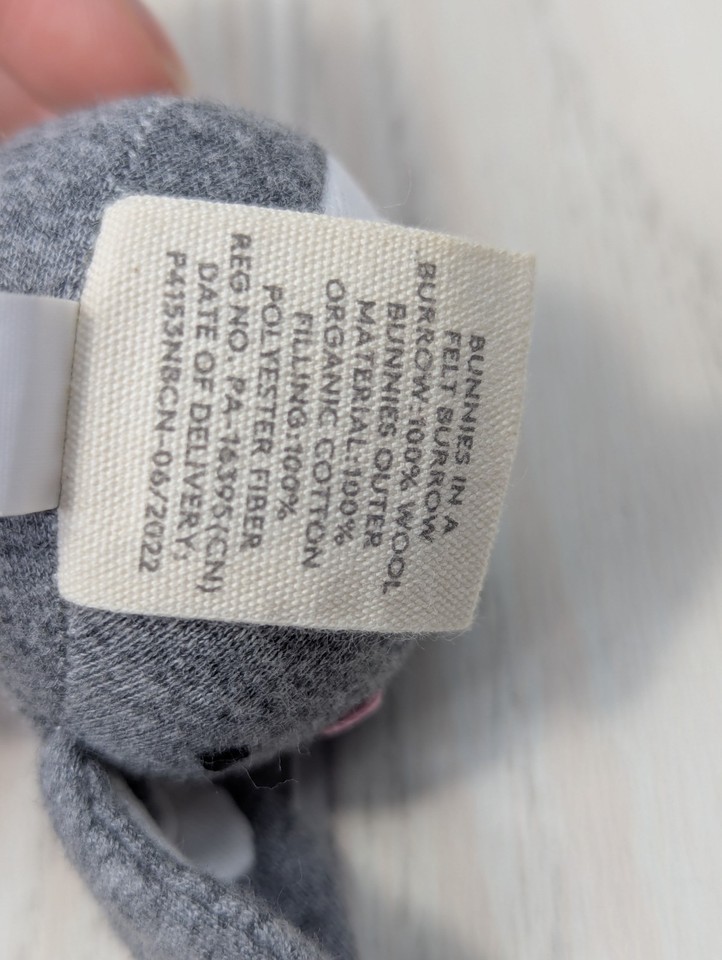 BUNNIES IN A
FELT BURROW
BURROW:100% WOOL
BUNNIES OUTER
MATERIAL:100%
ORGANIC COTTON
FILLING:100%
POLYESTER FIBER
REG NO. PA-16395(CN)
DATE OF DELIVERY:
P4153NBCN-06/2022